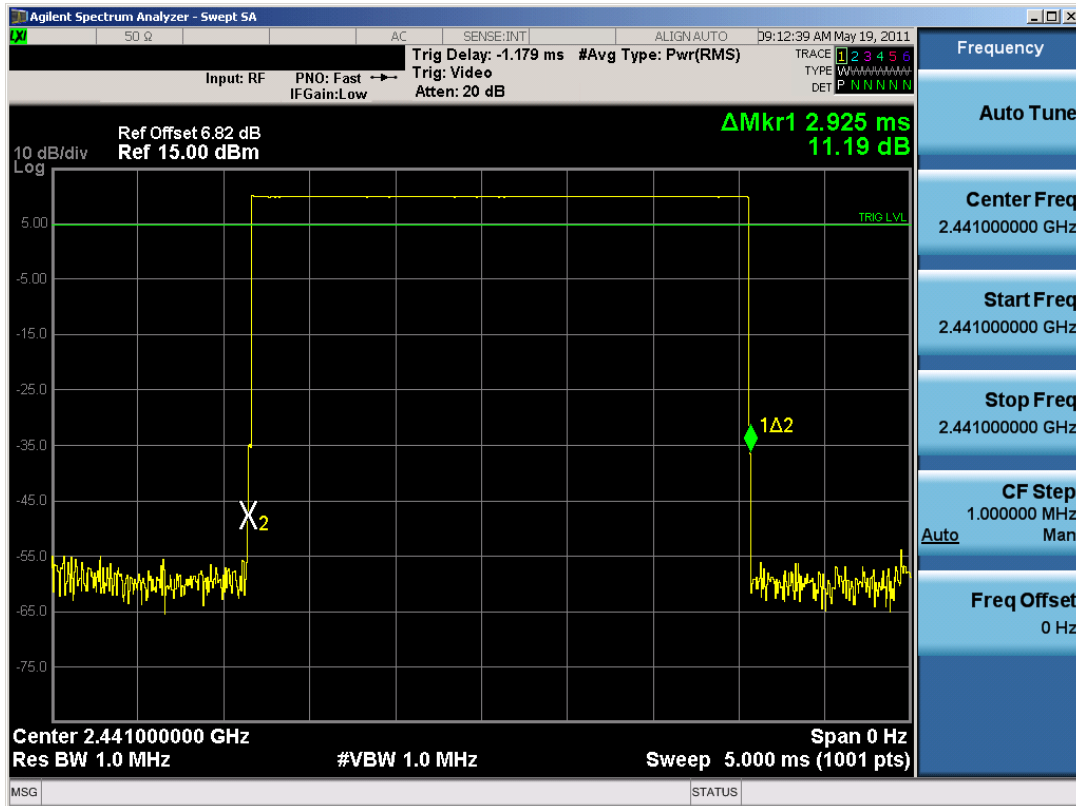 Agilent Spectrum Analyzer - Swept SA
LXI 50 Ω AC SENSE:INT ALIGN AUTO 09:12:39 AM May 19, 2011
Trig Delay: -1.179 ms #Avg Type: Pwr(RMS) TRACE 1 2 3 4 5 6
Input: RF PNO: Fast Trig: Video TYPE WWWWWW
IFGain:Low Atten: 20 dB DET P N N N N N
ΔMkr1 2.925 ms
11.19 dB
Ref Offset 6.82 dB
10 dB/div Ref 15.00 dBm
Log
5.00
TRIG LVL
-5.00
-15.0
-25.0
-35.0
-45.0
-55.0
-65.0
-75.0
1Δ2
2
Center 2.441000000 GHz Span 0 Hz
Res BW 1.0 MHz #VBW 1.0 MHz Sweep 5.000 ms (1001 pts)
MSG STATUS
Frequency
Auto Tune
Center Freq
2.441000000 GHz
Start Freq
2.441000000 GHz
Stop Freq
2.441000000 GHz
CF Step
1.000000 MHz
Auto Man
Freq Offset
0 Hz